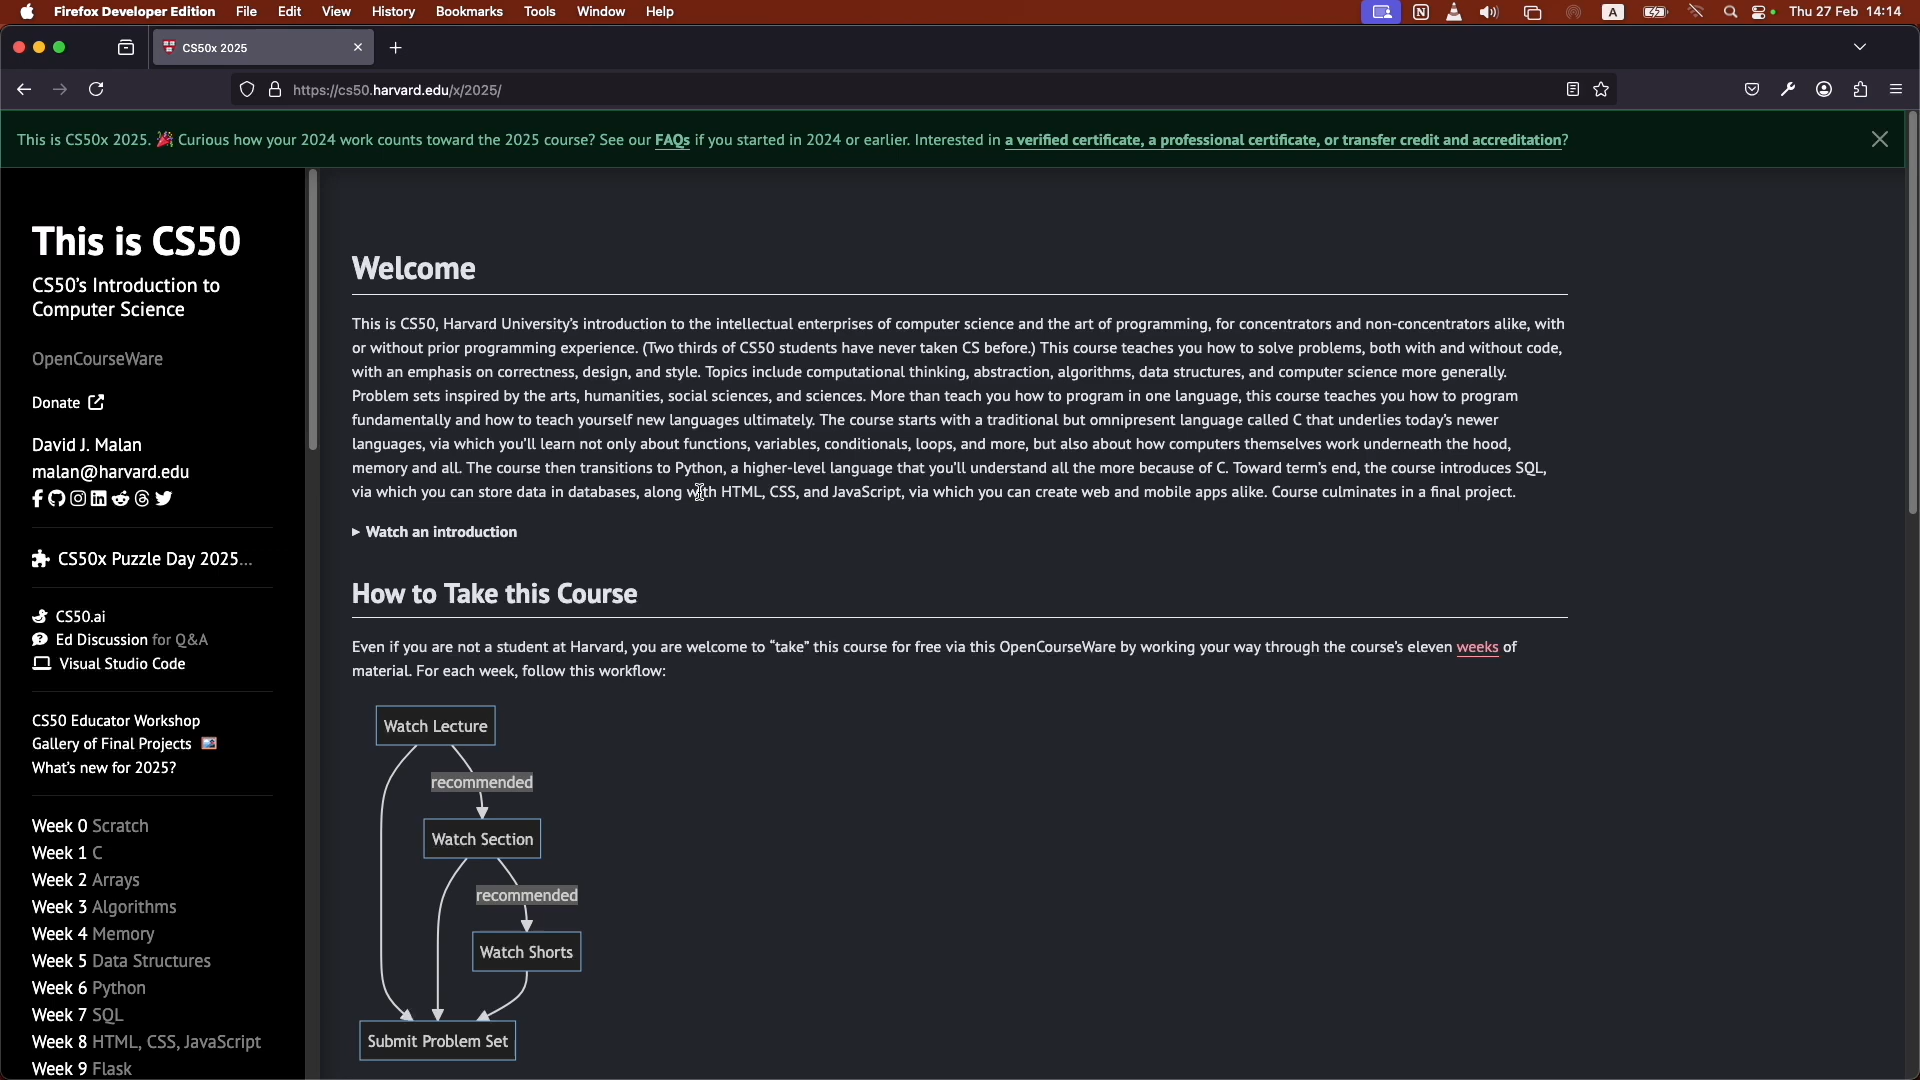 Firefox Developer Edition File Edit View History Bookmarks Tools Window Help
A Thu 27 Feb 14:14
CS50x 2025
https://cs50.harvard.edu/x/2025/
This is CS50x 2025. 🎉 Curious how your 2024 work counts toward the 2025 course? See our FAQs if you started in 2024 or earlier. Interested in a verified certificate, a professional certificate, or transfer credit and accreditation?
This is CS50
CS50's Introduction to
Computer Science
OpenCourseWare
Donate
David J. Malan
malan@harvard.edu
CS50x Puzzle Day 2025...
CS50.ai
Ed Discussion for Q&A
Visual Studio Code
CS50 Educator Workshop
Gallery of Final Projects
What's new for 2025?
Week 0 Scratch
Week 1 C
Week 2 Arrays
Week 3 Algorithms
Week 4 Memory
Week 5 Data Structures
Week 6 Python
Week 7 SQL
Week 8 HTML, CSS, JavaScript
Week 9 Flask
Welcome
This is CS50, Harvard University's introduction to the intellectual enterprises of computer science and the art of programming, for concentrators and non-concentrators alike, with
or without prior programming experience. (Two thirds of CS50 students have never taken CS before.) This course teaches you how to solve problems, both with and without code,
with an emphasis on correctness, design, and style. Topics include computational thinking, abstraction, algorithms, data structures, and computer science more generally.
Problem sets inspired by the arts, humanities, social sciences, and sciences. More than teach you how to program in one language, this course teaches you how to program
fundamentally and how to teach yourself new languages ultimately. The course starts with a traditional but omnipresent language called C that underlies today's newer
languages, via which you'll learn not only about functions, variables, conditionals, loops, and more, but also about how computers themselves work underneath the hood,
memory and all. The course then transitions to Python, a higher-level language that you'll understand all the more because of C. Toward term's end, the course introduces SQL,
via which you can store data in databases, along with HTML, CSS, and JavaScript, via which you can create web and mobile apps alike. Course culminates in a final project.
Watch an introduction
How to Take this Course
Even if you are not a student at Harvard, you are welcome to “take” this course for free via this OpenCourseWare by working your way through the course's eleven weeks of
material. For each week, follow this workflow:
Watch Lecture
recommended
Watch Section
recommended
Watch Shorts
Submit Problem Set